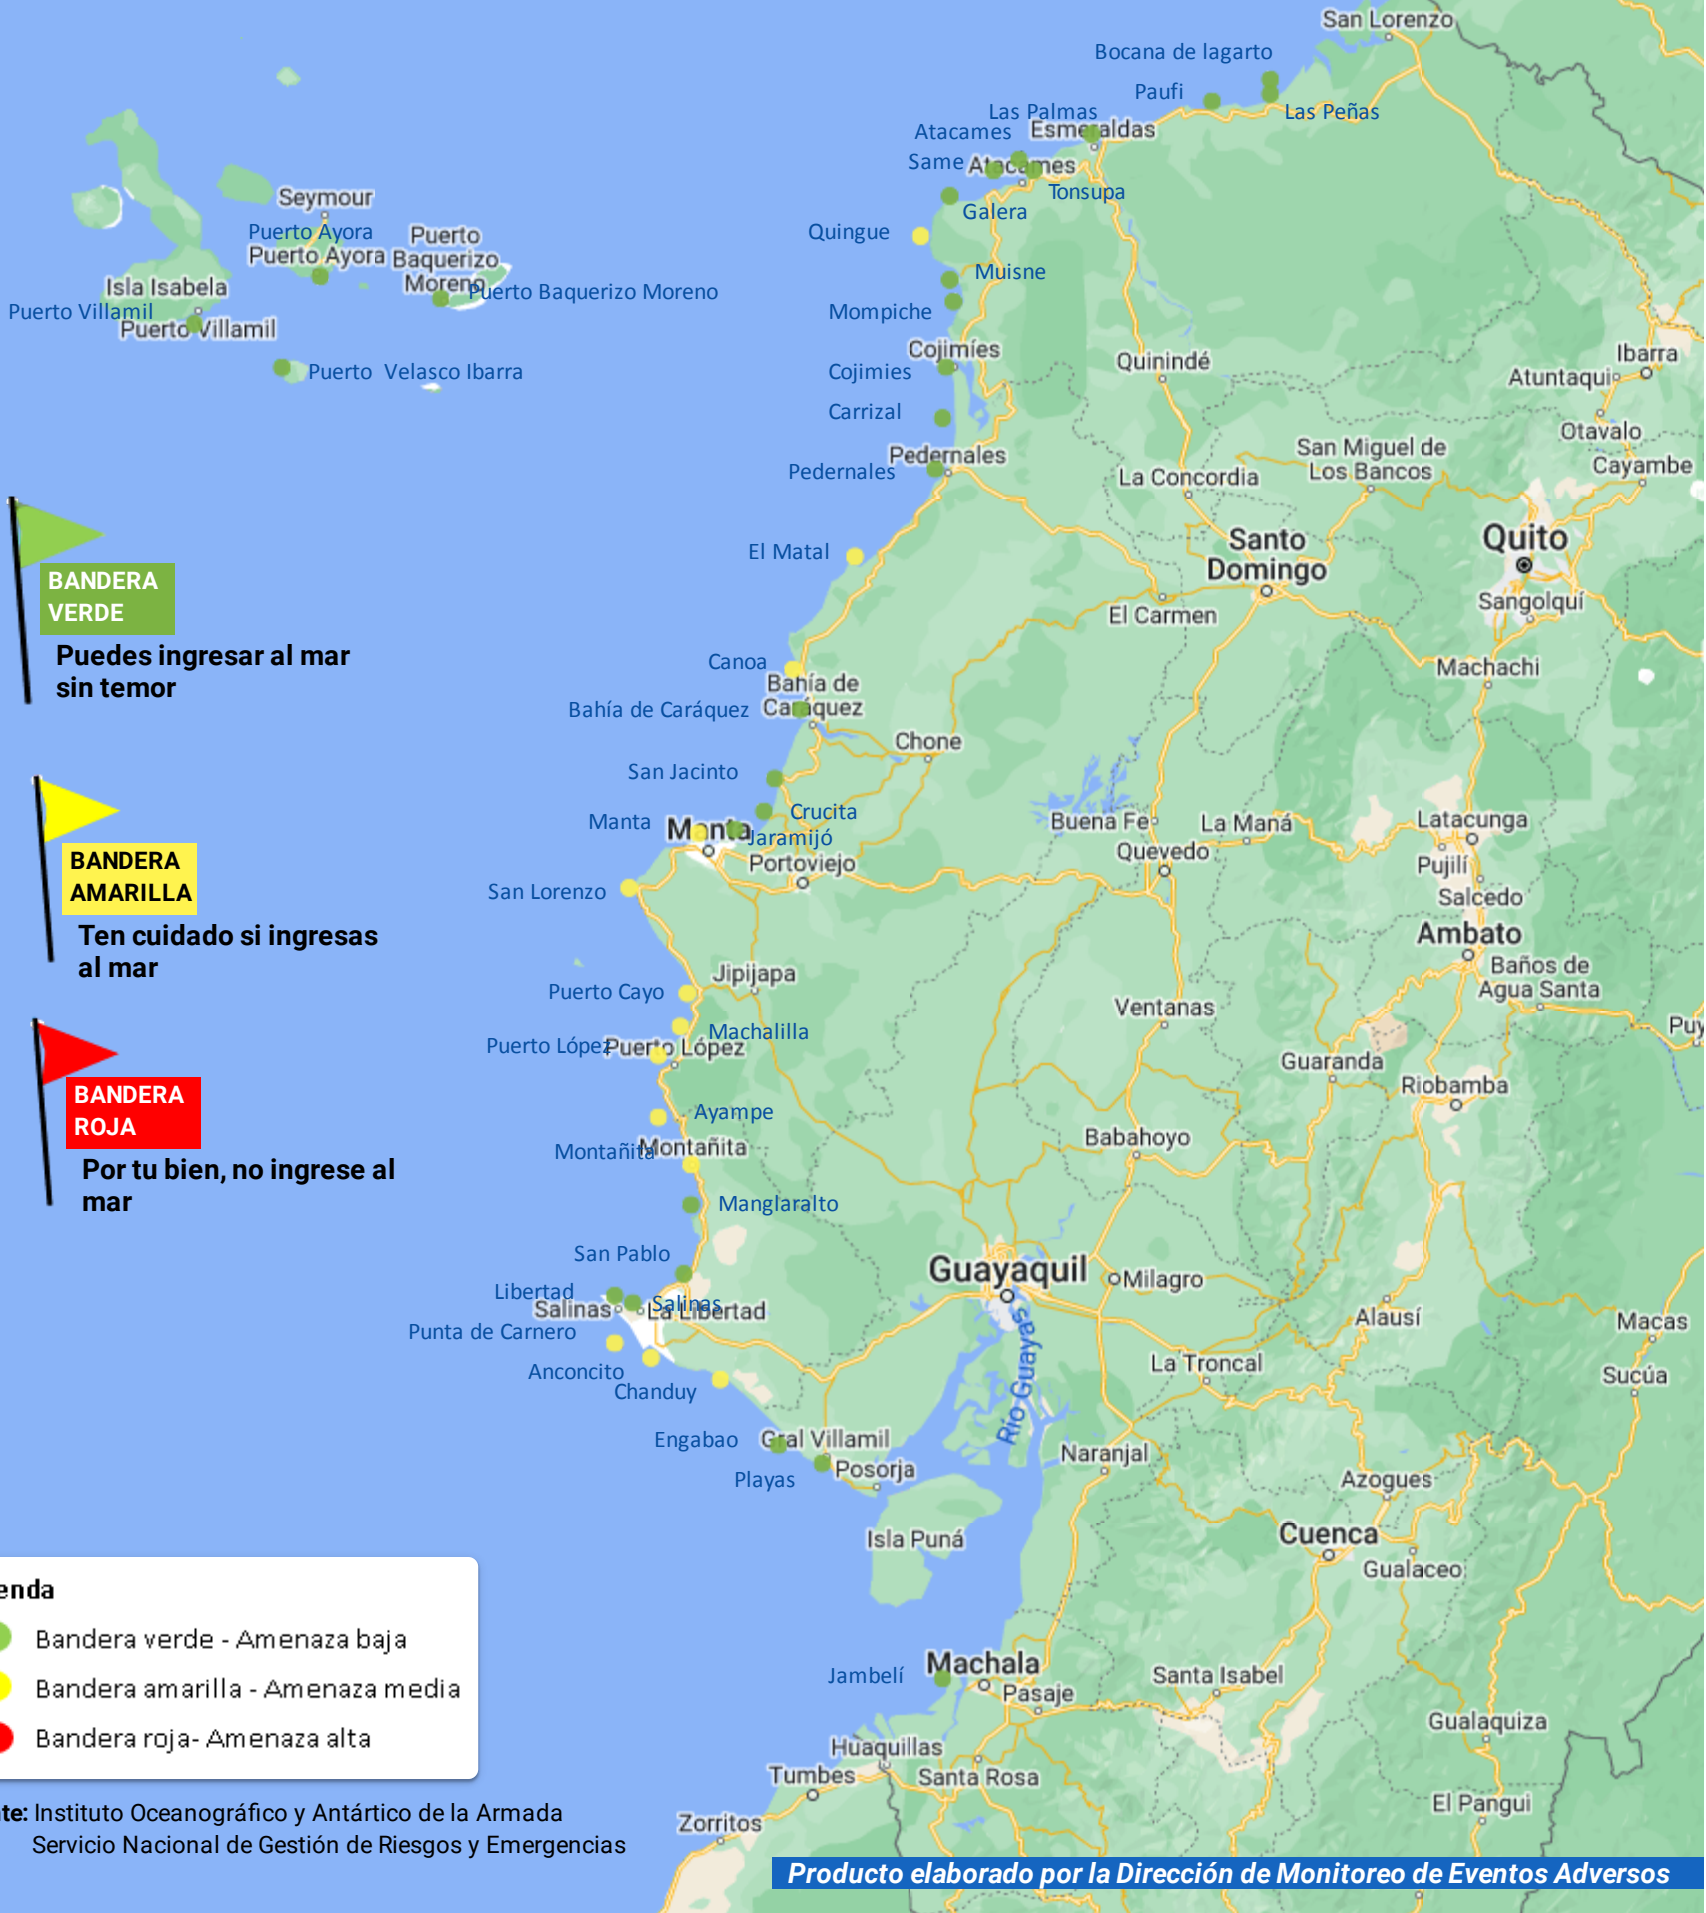 San Lorenzo
Bocana de lagarto
Paufi
Las Palmas
Las Peñas
Atacames
Esmeraldas
Same
Atacames
Tonsupa
Galera
Quingue
Muisne
Mompiche
Cojimíes
Cojimies
Carrizal
Pedernales
Pedernales
El Matal
Canoa
Bahía de
Caráquez
Bahía de Caráquez
Chone
San Jacinto
Crucita
Manta
Manta
Jaramijó
Portoviejo
San Lorenzo
Jipijapa
Puerto Cayo
Machalilla
Puerto López
Puerto López
Ayampe
Montañita
Montañita
Manglaralto
San Pablo
Libertad
Salinas
Salinas
La Libertad
Punta de Carnero
Anconcito
Chanduy
Engabao
Gral Villamil
Playas
Posorja
Isla Puná
Jambelí
Machala
Pasaje
Huaquillas
Tumbes
Santa Rosa
Zorritos
Seymour
Puerto Ayora
Puerto Ayora
Puerto
Baquerizo
Moreno
Puerto Baquerizo Moreno
Isla Isabela
Puerto Villamil
Puerto Villamil
Puerto Velasco Ibarra
Quinindé
Ibarra
Atuntaqui
Otavalo
San Miguel de
Los Bancos
Cayambe
La Concordia
Santo
Domingo
Quito
Sangolquí
El Carmen
Machachi
Buena Fe
La Maná
Latacunga
Quevedo
Pujilí
Salcedo
Ambato
Baños de
Agua Santa
Ventanas
Puy
Guaranda
Riobamba
Babahoyo
Guayaquil
Milagro
Río Guayas
Alausí
Macas
La Troncal
Sucúa
Naranjal
Azogues
Cuenca
Gualaceo
Santa Isabel
Gualaquiza
El Pangui
BANDERA
VERDE
Puedes ingresar al mar
sin temor
BANDERA
AMARILLA
Ten cuidado si ingresas
al mar
BANDERA
ROJA
Por tu bien, no ingrese al
mar
enda
Bandera verde - Amenaza baja
Bandera amarilla - Amenaza media
Bandera roja- Amenaza alta
te: Instituto Oceanográfico y Antártico de la Armada
Servicio Nacional de Gestión de Riesgos y Emergencias
Producto elaborado por la Dirección de Monitoreo de Eventos Adversos